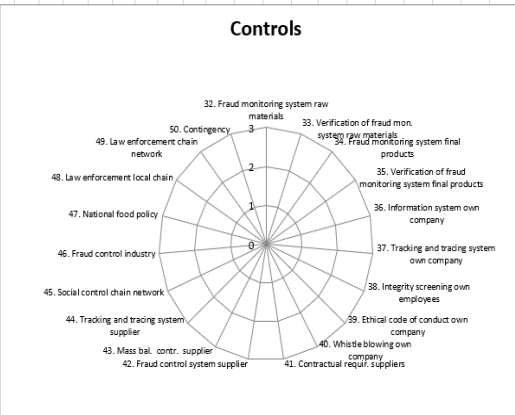 Controls
32. Fraud monitoring system raw
materials
33. Verification of fraud mon.
system raw materials
34. Fraud monitoring system final
products
35. Verification of fraud
monitoring system final products
36. Information system own
company
37. Tracking and tracing system
own company
38. Integrity screening own
employees
39. Ethical code of conduct own
company
40. Whistle blowing own
company
41. Contractual requir. suppliers
42. Fraud control system supplier
43. Mass bal. contr. supplier
44. Tracking and tracing system
supplier
45. Social control chain network
46. Fraud control industry
47. National food policy
48. Law enforcement local chain
49. Law enforcement chain
network
50. Contingency
3
2
1
0